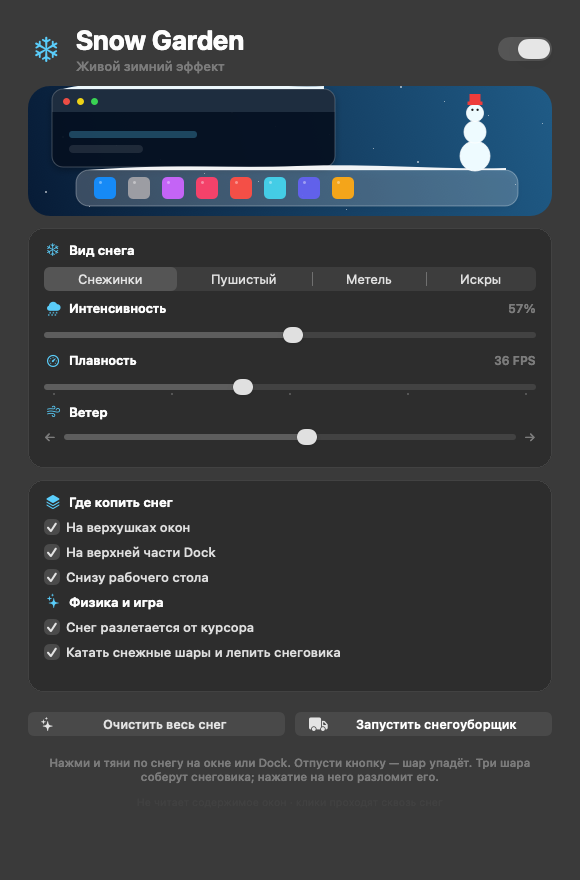 Snow Garden
Живой зимний эффект
Вид снега
Снежинки Пушистый Метель Искры
Интенсивность 57%
Плавность 36 FPS
Ветер
Где копить снег
На верхушках окон
На верхней части Dock
Снизу рабочего стола
Физика и игра
Снег разлетается от курсора
Катать снежные шары и лепить снеговика
Очистить весь снег Запустить снегоуборщик
Нажми и тяни по снегу на окне или Dock. Отпусти кнопку — шар упадёт. Три шара
соберут снеговика; нажатие на него разломит его.